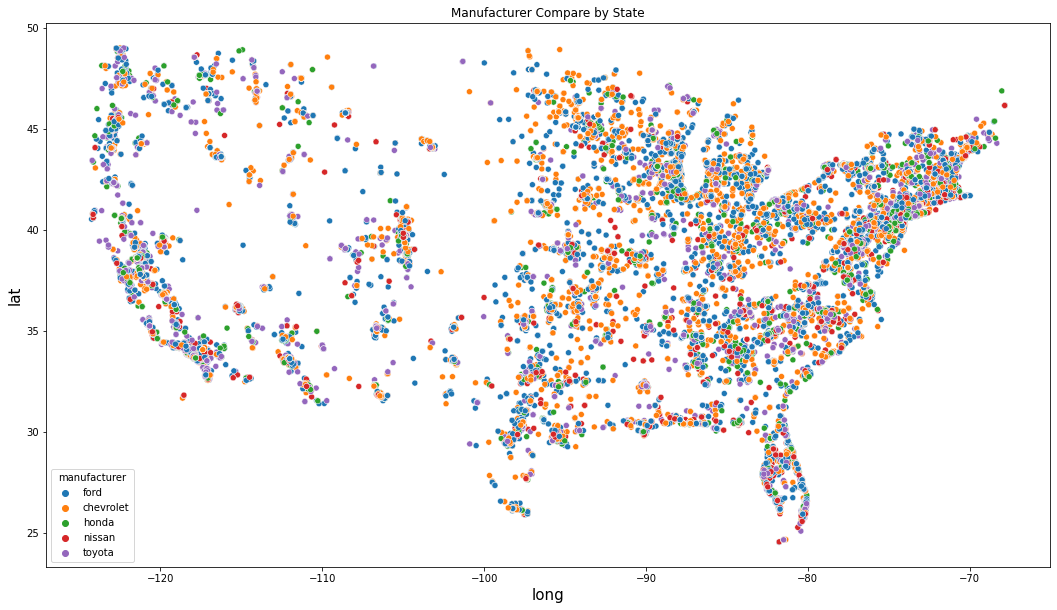 Manufacturer Compare by State
50
45
40
35
30
25
lat
manufacturer
ford
chevrolet
honda
nissan
toyota
−120
−110
−100
−90
−80
−70
long